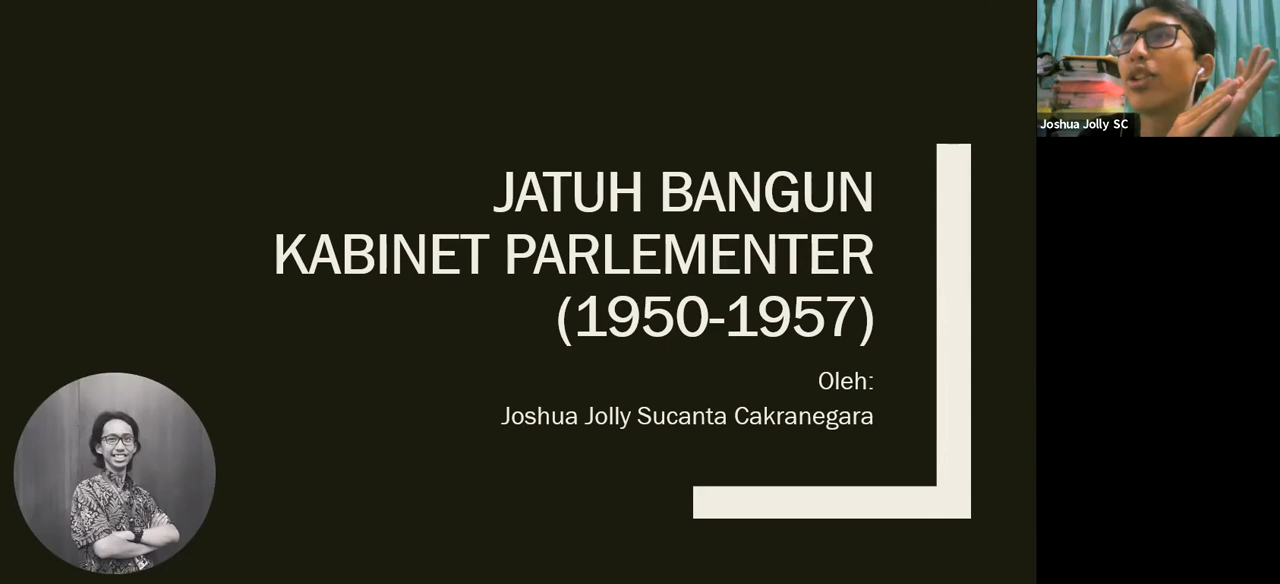 JATUH BANGUN
KABINET PARLEMENTER
(1950-1957)
Oleh:
Joshua Jolly Sucanta Cakranegara
Joshua Jolly SC